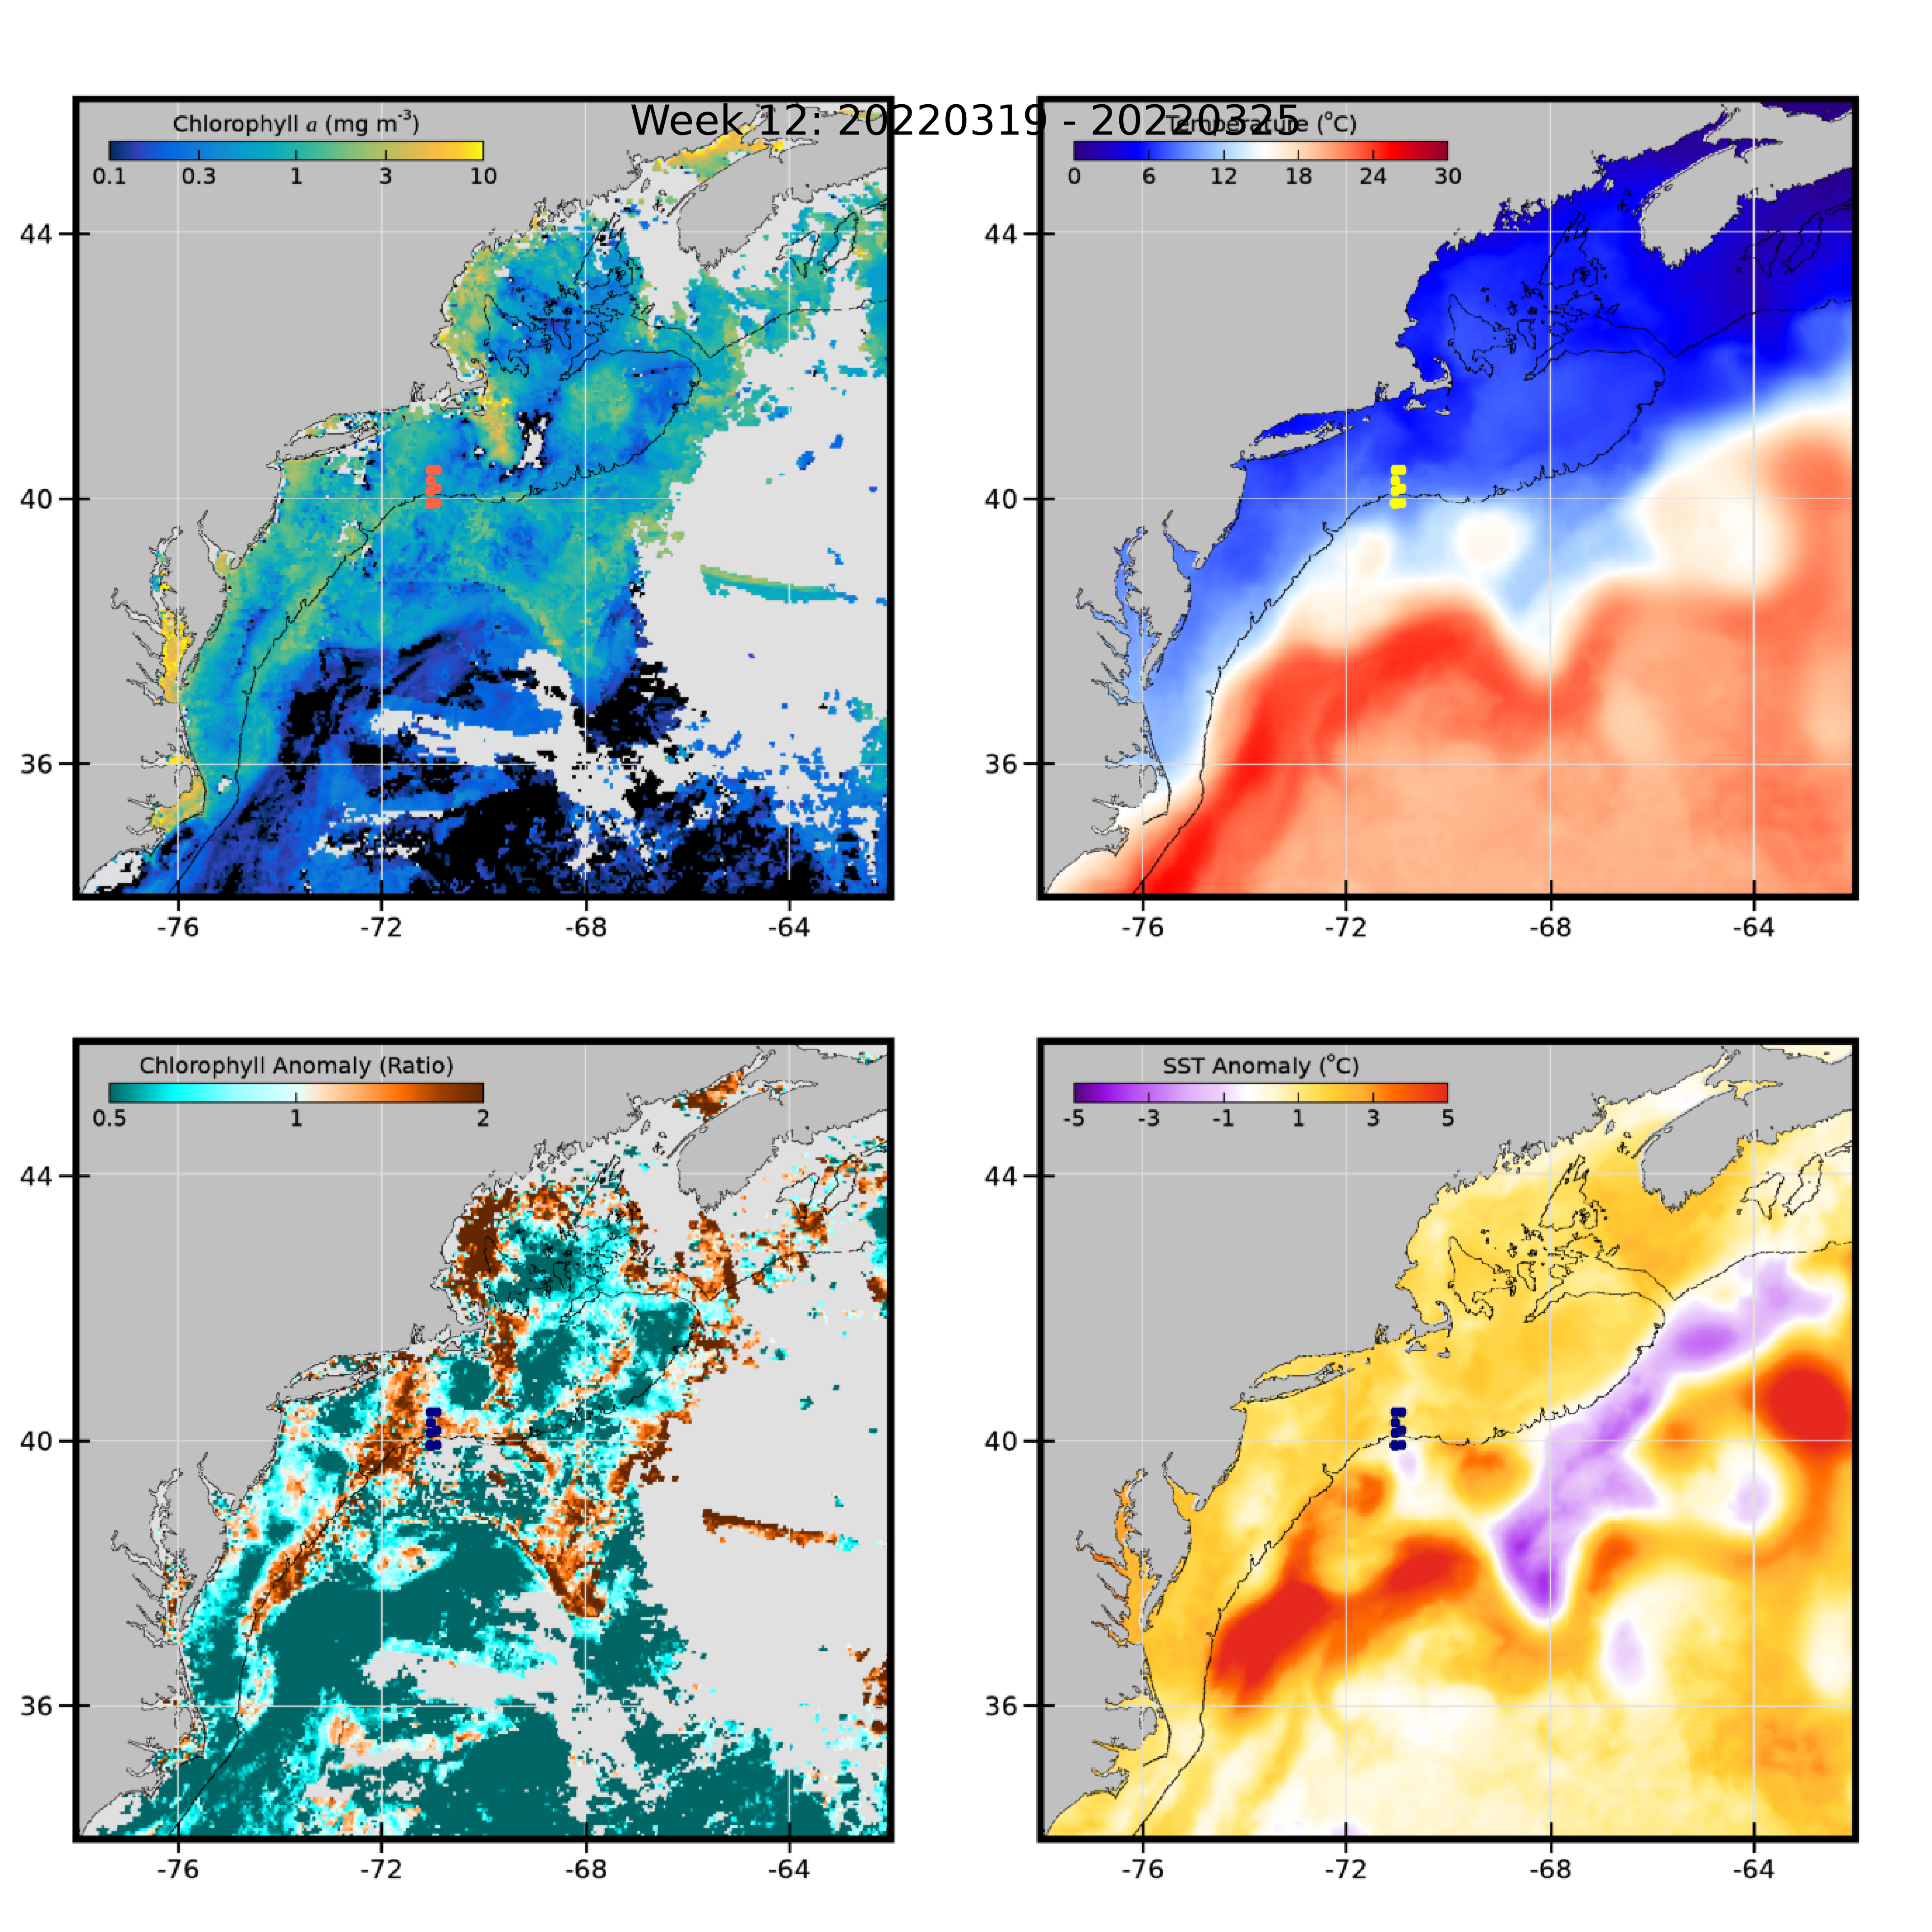 Week 12: 20220319 - 20220325
Chlorophyll a (mg m-3)
0.1 0.3 1 3 10
44
40
36
-76 -72 -68 -64
Temperature (oC)
0 6 12 18 24 30
44
40
36
-76 -72 -68 -64
Chlorophyll Anomaly (Ratio)
0.5 1 2
44
40
36
-76 -72 -68 -64
SST Anomaly (oC)
-5 -3 -1 1 3 5
44
40
36
-76 -72 -68 -64